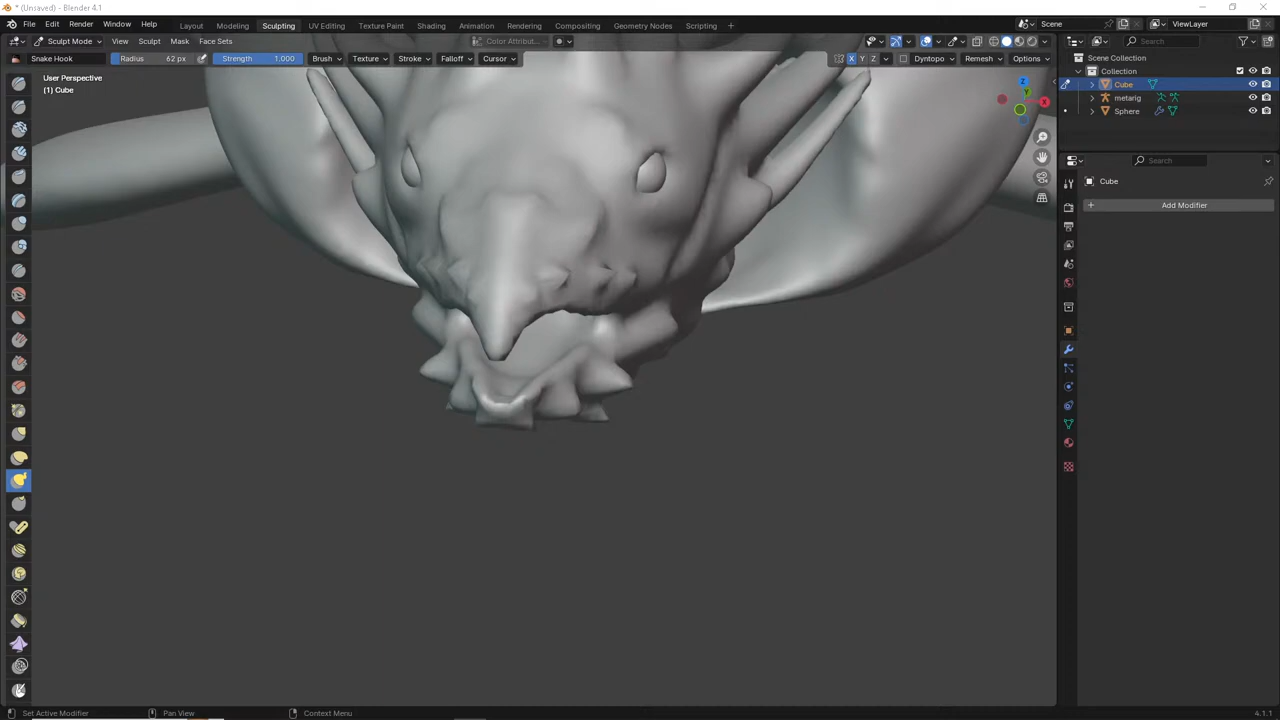 * (Unsaved) - Blender 4.1
File Edit Render Window Help Layout Modeling Sculpting UV Editing Texture Paint Shading Animation Rendering Compositing Geometry Nodes Scripting + Scene ViewLayer
Sculpt Mode View Sculpt Mask Face Sets Color Attribut... Search
Snake Hook Radius 62 px Strength 1.000 Brush Texture Stroke Falloff Cursor X Y Z Dyntopo Remesh Options Scene Collection
User Perspective
(1) Cube
Collection
Cube
metarig
Sphere
Z
Y
X
Search
Cube
Add Modifier
Set Active Modifier Pan View Context Menu 4.1.1